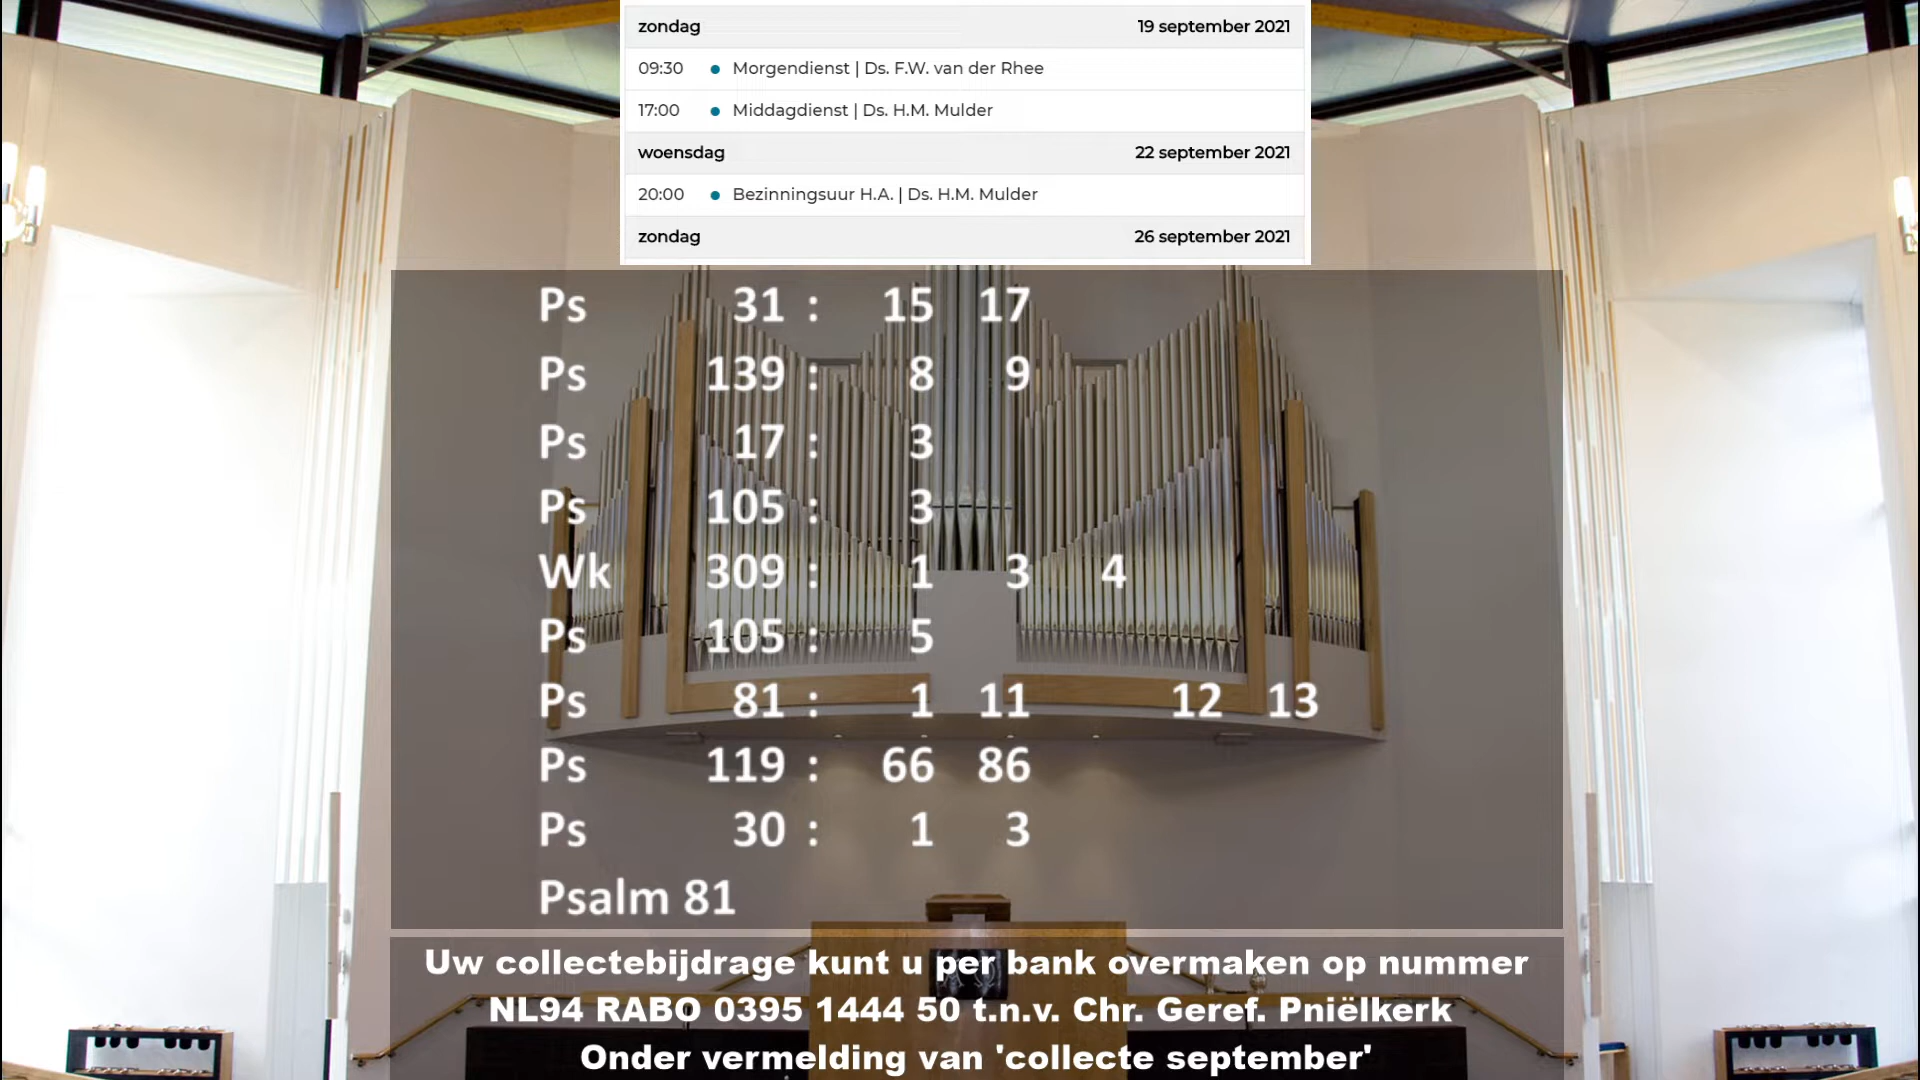 zondag 19 september 2021
09:30 • Morgendienst | Ds. F.W. van der Rhee
17:00 • Middagdienst | Ds. H.M. Mulder
woensdag 22 september 2021
20:00 • Bezinningsuur H.A. | Ds. H.M. Mulder
zondag 26 september 2021
Ps 31 : 15 17
Ps 139 : 8 9
Ps 17 : 3
Ps 105 : 3
Wk 309 : 1 3 4
Ps 105 : 5
Ps 81 : 1 11 12 13
Ps 119 : 66 86
Ps 30 : 1 3
Psalm 81
Uw collectebijdrage kunt u per bank overmaken op nummer
NL94 RABO 0395 1444 50 t.n.v. Chr. Geref. Pniëlkerk
Onder vermelding van 'collecte september'